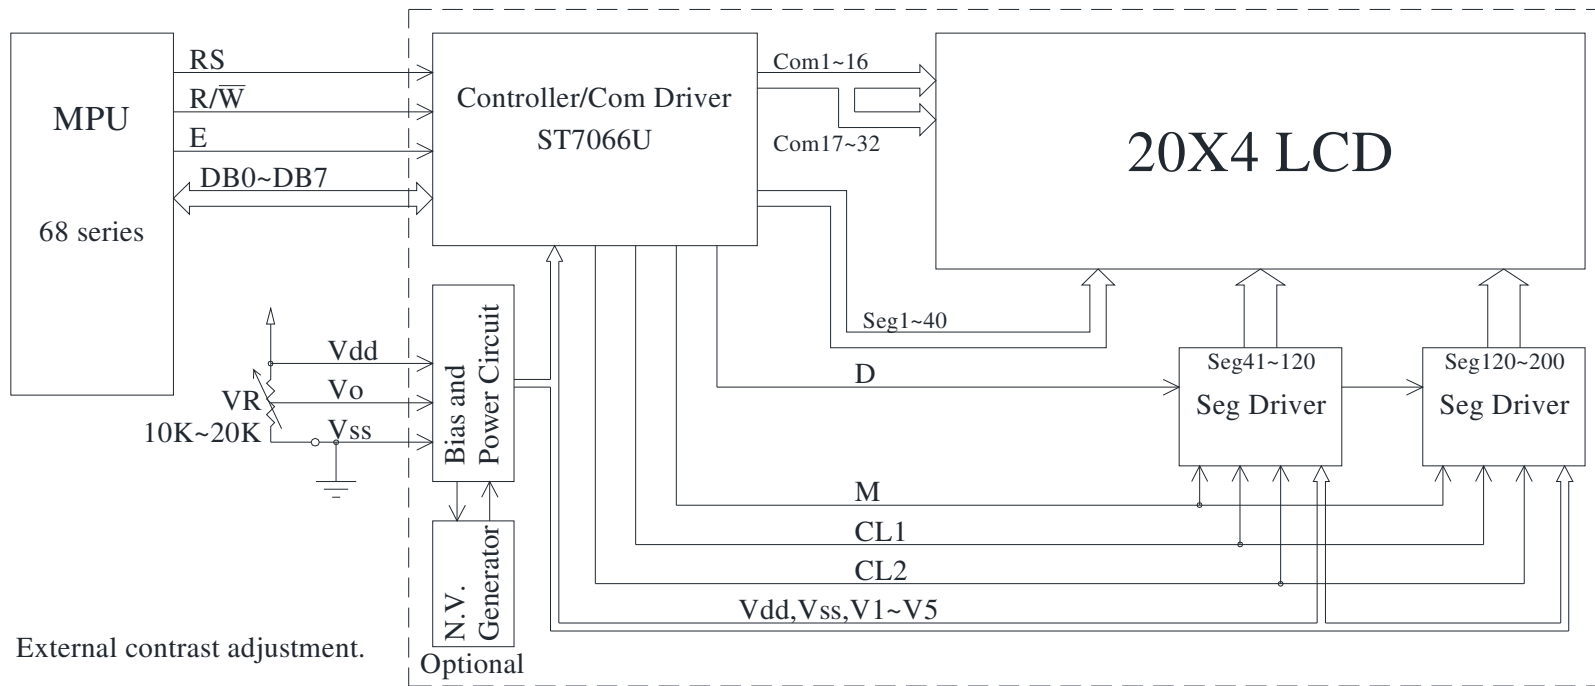 MPU
68 series
RS
R/W̅
E
DB0~DB7
Controller/Com Driver
ST7066U
Com1~16
Com17~32
20X4 LCD
Seg1~40
Vdd
Vo
Vss
VR
10K~20K
Bias and
Power Circuit
N.V.
Generator
Optional
D
Seg41~120
Seg Driver
Seg120~200
Seg Driver
M
CL1
CL2
Vdd,Vss,V1~V5
External contrast adjustment.